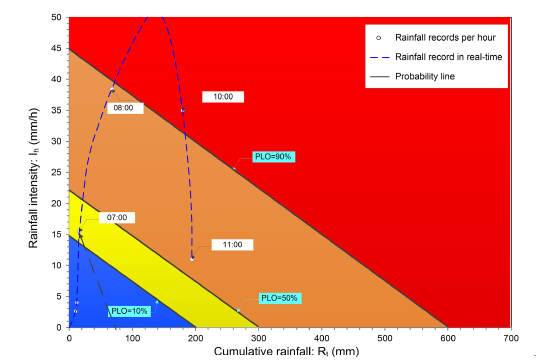 50
45
40
35
30
25
20
15
10
5
0
Rainfall intensity: Ih (mm/h)
Rainfall records per hour
Rainfall record in real-time
Probability line
08:00
10:00
PLO=90%
07:00
11:00
PLO=10%
PLO=50%
0 100 200 300 400 500 600 700
Cumulative rainfall: Rt (mm)